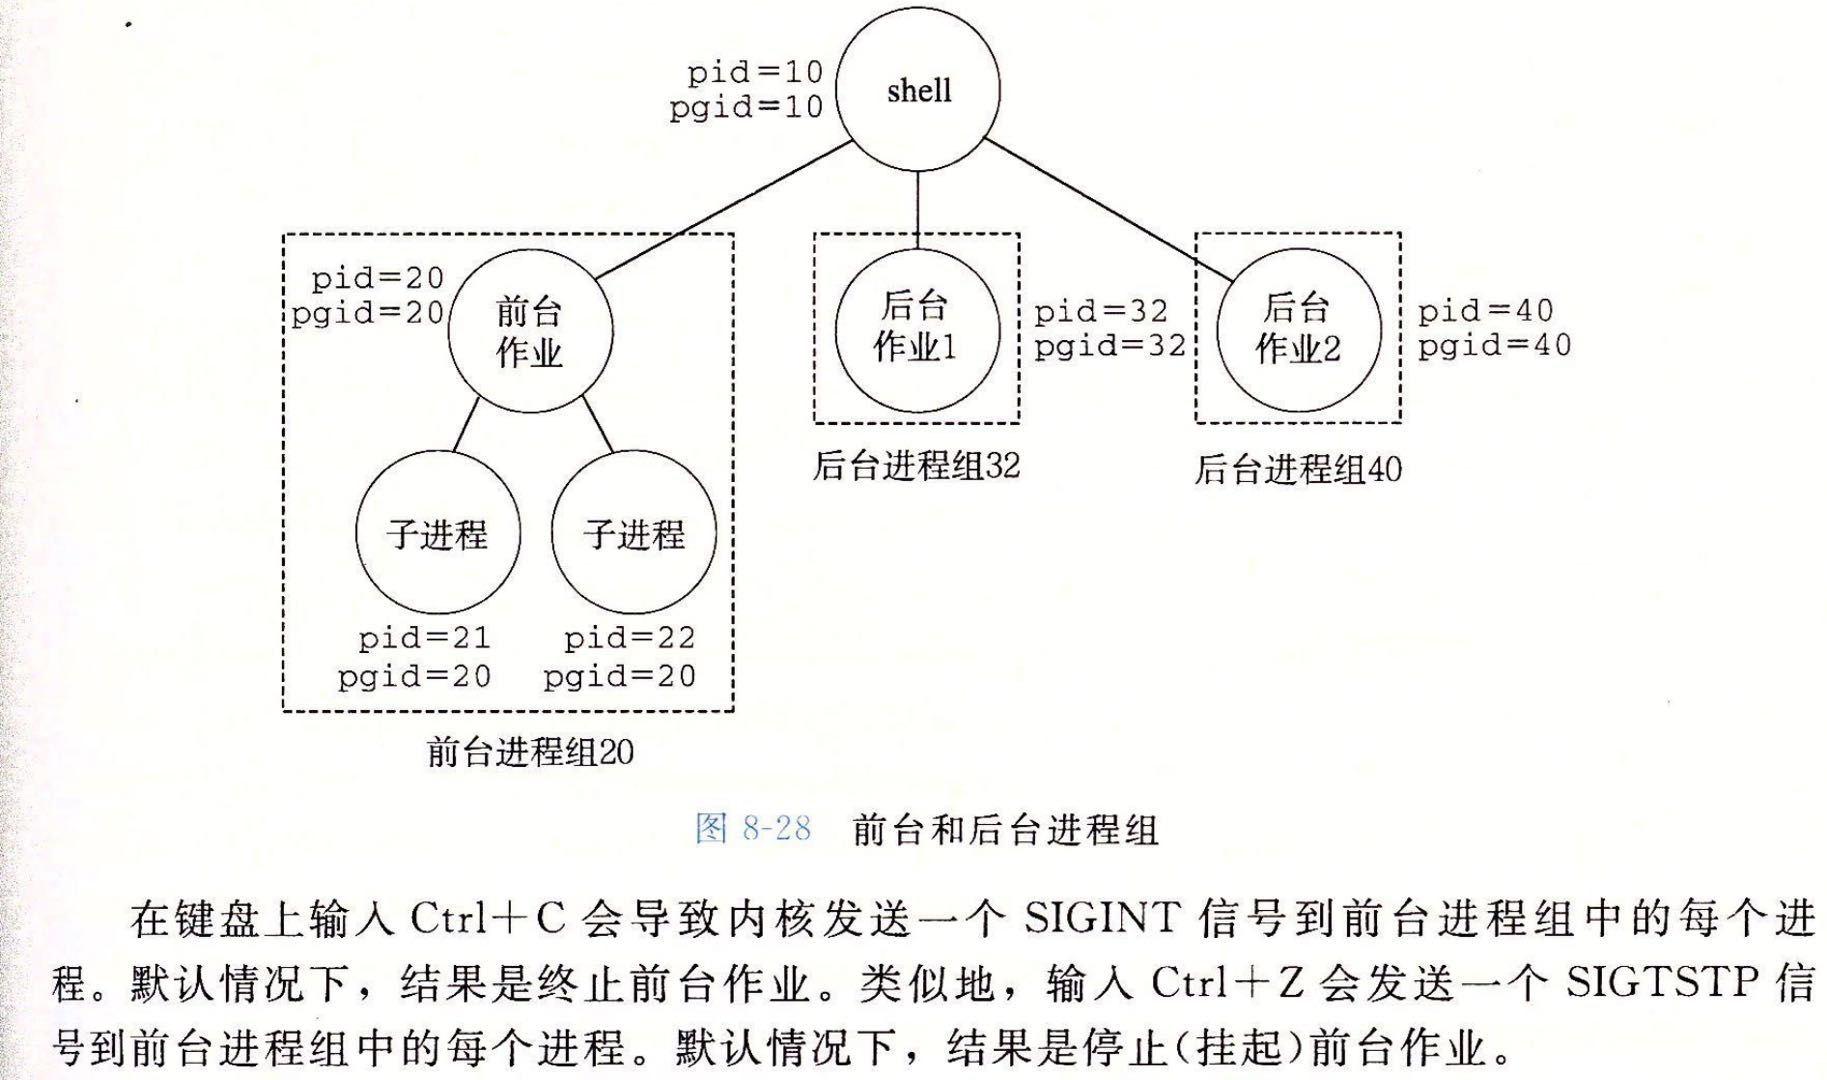 pid=10
pgid=10
shell
pid=20
pgid=20
前台
作业
后台
作业1
pid=32
pgid=32
后台
作业2
pid=40
pgid=40
后台进程组32
后台进程组40
子进程
子进程
pid=21
pgid=20
pid=22
pgid=20
前台进程组20
图 8-28 前台和后台进程组
在键盘上输入 Ctrl+C 会导致内核发送一个 SIGINT 信号到前台进程组中的每个进
程。默认情况下，结果是终止前台作业。类似地，输入 Ctrl+Z 会发送一个 SIGTSTP 信
号到前台进程组中的每个进程。默认情况下，结果是停止(挂起)前台作业。